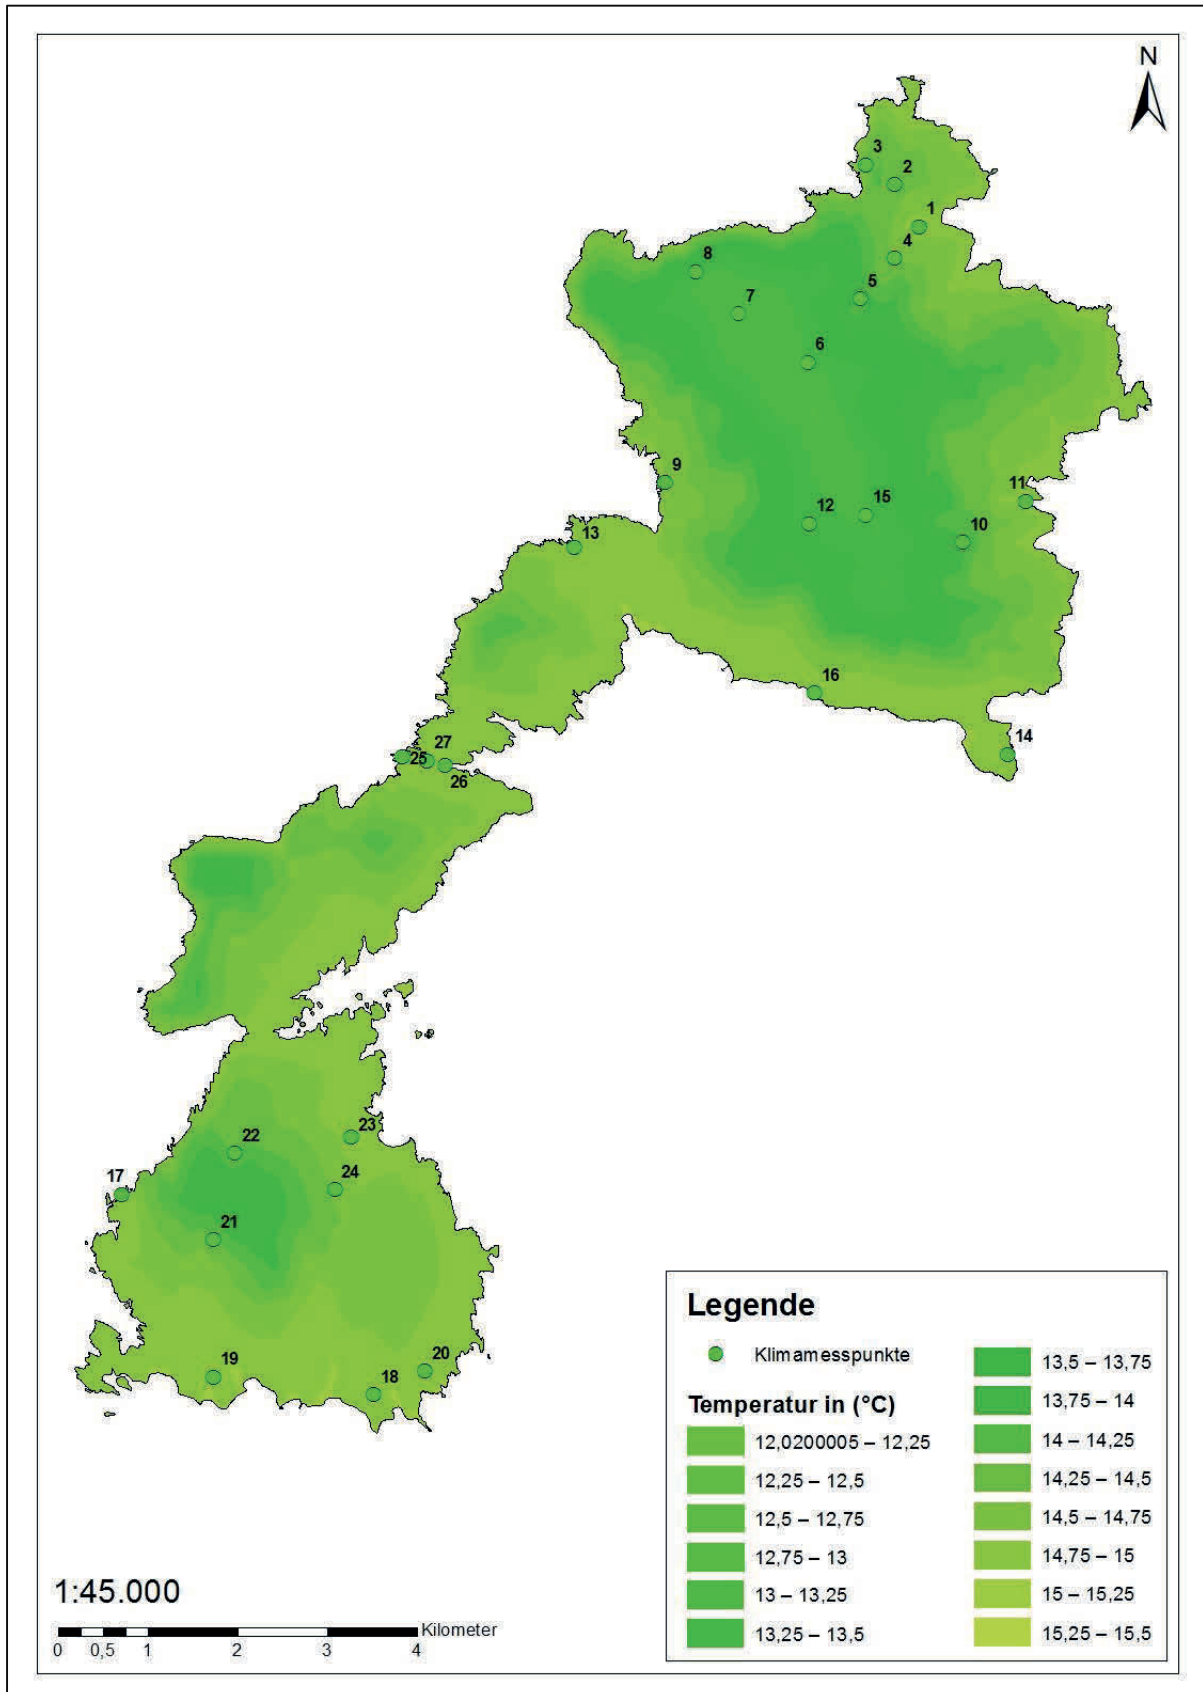 N
3
2
1
4
8
5
7
6
9
11
12
15
10
13
16
14
27
25
26
23
22
24
17
21
20
19
18
Legende
Klimamesspunkte
Temperatur in (°C)
12,0200005 – 12,25
12,25 – 12,5
12,5 – 12,75
12,75 – 13
13 – 13,25
13,25 – 13,5
13,5 – 13,75
13,75 – 14
14 – 14,25
14,25 – 14,5
14,5 – 14,75
14,75 – 15
15 – 15,25
15,25 – 15,5
1:45.000
Kilometer
0 0,5 1 2 3 4